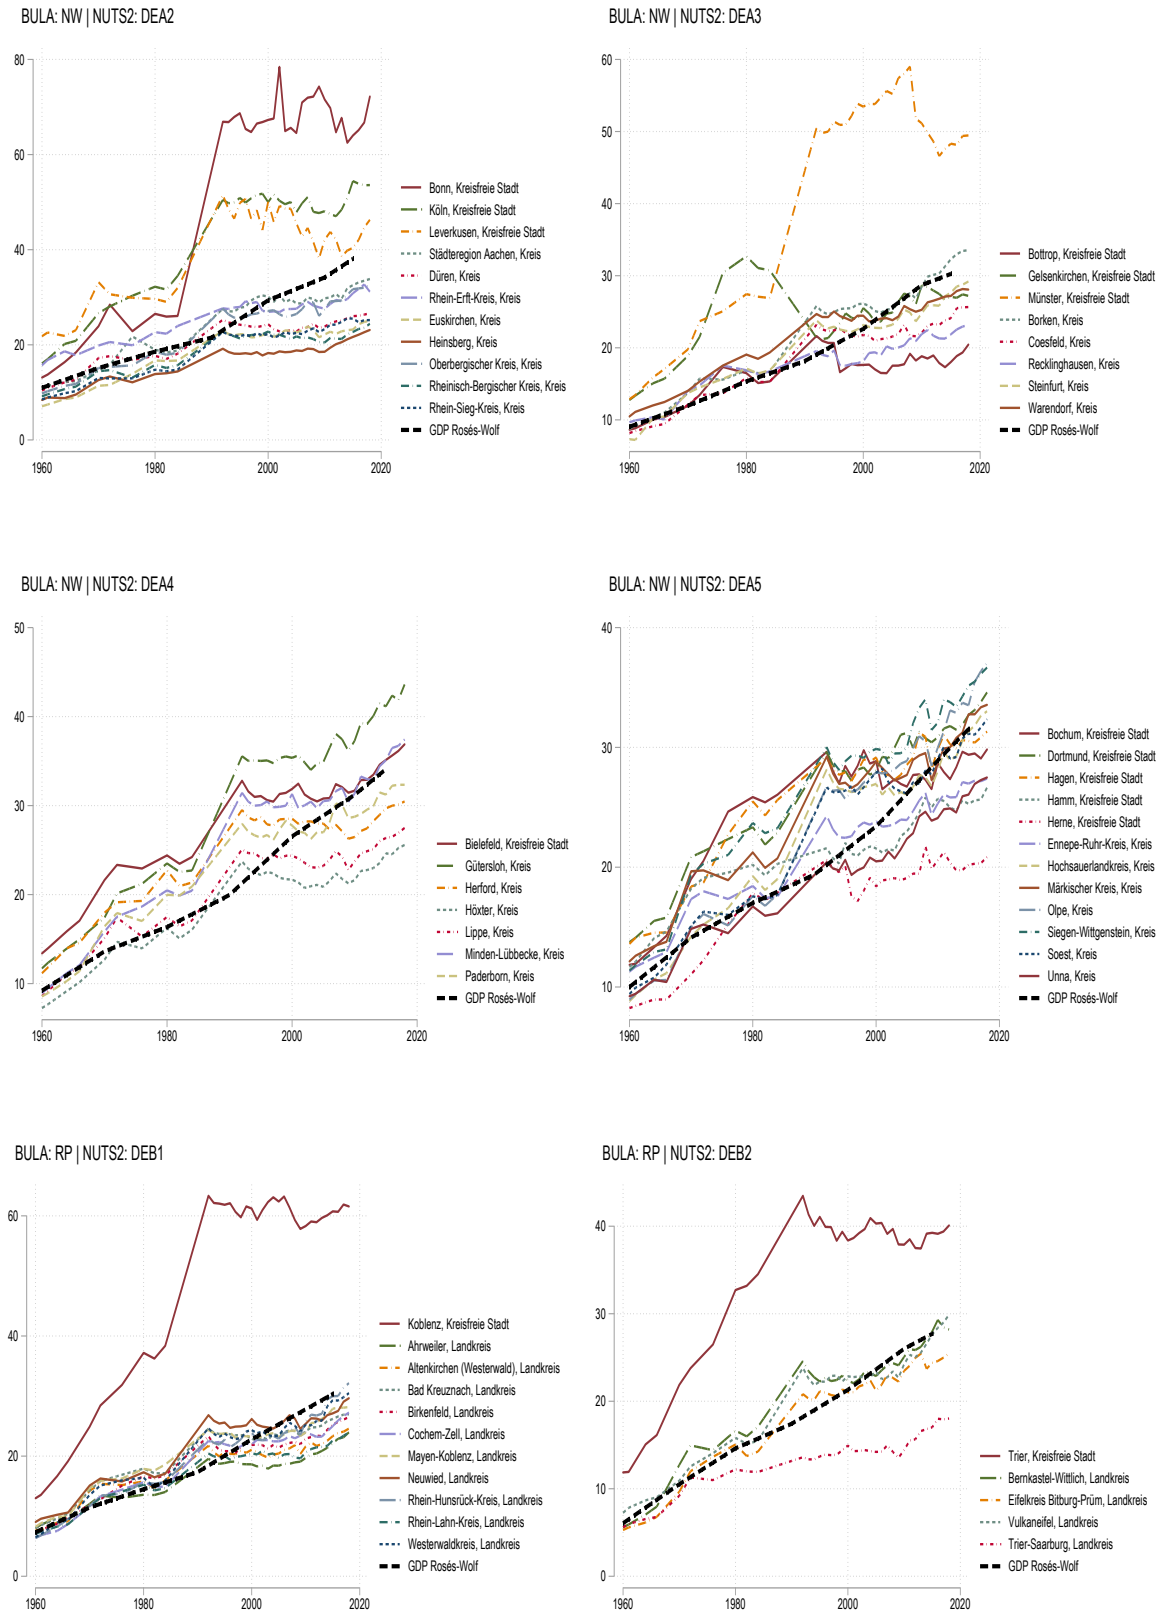 BULA: NW | NUTS2: DEA2
80
60
40
20
0
1960
1980
2000
2020
Bonn, Kreisfreie Stadt
Köln, Kreisfreie Stadt
Leverkusen, Kreisfreie Stadt
Städteregion Aachen, Kreis
Düren, Kreis
Rhein-Erft-Kreis, Kreis
Euskirchen, Kreis
Heinsberg, Kreis
Oberbergischer Kreis, Kreis
Rheinisch-Bergischer Kreis, Kreis
Rhein-Sieg-Kreis, Kreis
GDP Rosés-Wolf
BULA: NW | NUTS2: DEA3
60
50
40
30
20
10
1960
1980
2000
2020
Bottrop, Kreisfreie Stadt
Gelsenkirchen, Kreisfreie Stadt
Münster, Kreisfreie Stadt
Borken, Kreis
Coesfeld, Kreis
Recklinghausen, Kreis
Steinfurt, Kreis
Warendorf, Kreis
GDP Rosés-Wolf
BULA: NW | NUTS2: DEA4
50
40
30
20
10
1960
1980
2000
2020
Bielefeld, Kreisfreie Stadt
Gütersloh, Kreis
Herford, Kreis
Höxter, Kreis
Lippe, Kreis
Minden-Lübbecke, Kreis
Paderborn, Kreis
GDP Rosés-Wolf
BULA: NW | NUTS2: DEA5
40
30
20
10
1960
1980
2000
2020
Bochum, Kreisfreie Stadt
Dortmund, Kreisfreie Stadt
Hagen, Kreisfreie Stadt
Hamm, Kreisfreie Stadt
Herne, Kreisfreie Stadt
Ennepe-Ruhr-Kreis, Kreis
Hochsauerlandkreis, Kreis
Märkischer Kreis, Kreis
Olpe, Kreis
Siegen-Wittgenstein, Kreis
Soest, Kreis
Unna, Kreis
GDP Rosés-Wolf
BULA: RP | NUTS2: DEB1
60
40
20
0
1960
1980
2000
2020
Koblenz, Kreisfreie Stadt
Ahrweiler, Landkreis
Altenkirchen (Westerwald), Landkreis
Bad Kreuznach, Landkreis
Birkenfeld, Landkreis
Cochem-Zell, Landkreis
Mayen-Koblenz, Landkreis
Neuwied, Landkreis
Rhein-Hunsrück-Kreis, Landkreis
Rhein-Lahn-Kreis, Landkreis
Westerwaldkreis, Landkreis
GDP Rosés-Wolf
BULA: RP | NUTS2: DEB2
40
30
20
10
0
1960
1980
2000
2020
Trier, Kreisfreie Stadt
Bernkastel-Wittlich, Landkreis
Eifelkreis Bitburg-Prüm, Landkreis
Vulkaneifel, Landkreis
Trier-Saarburg, Landkreis
GDP Rosés-Wolf